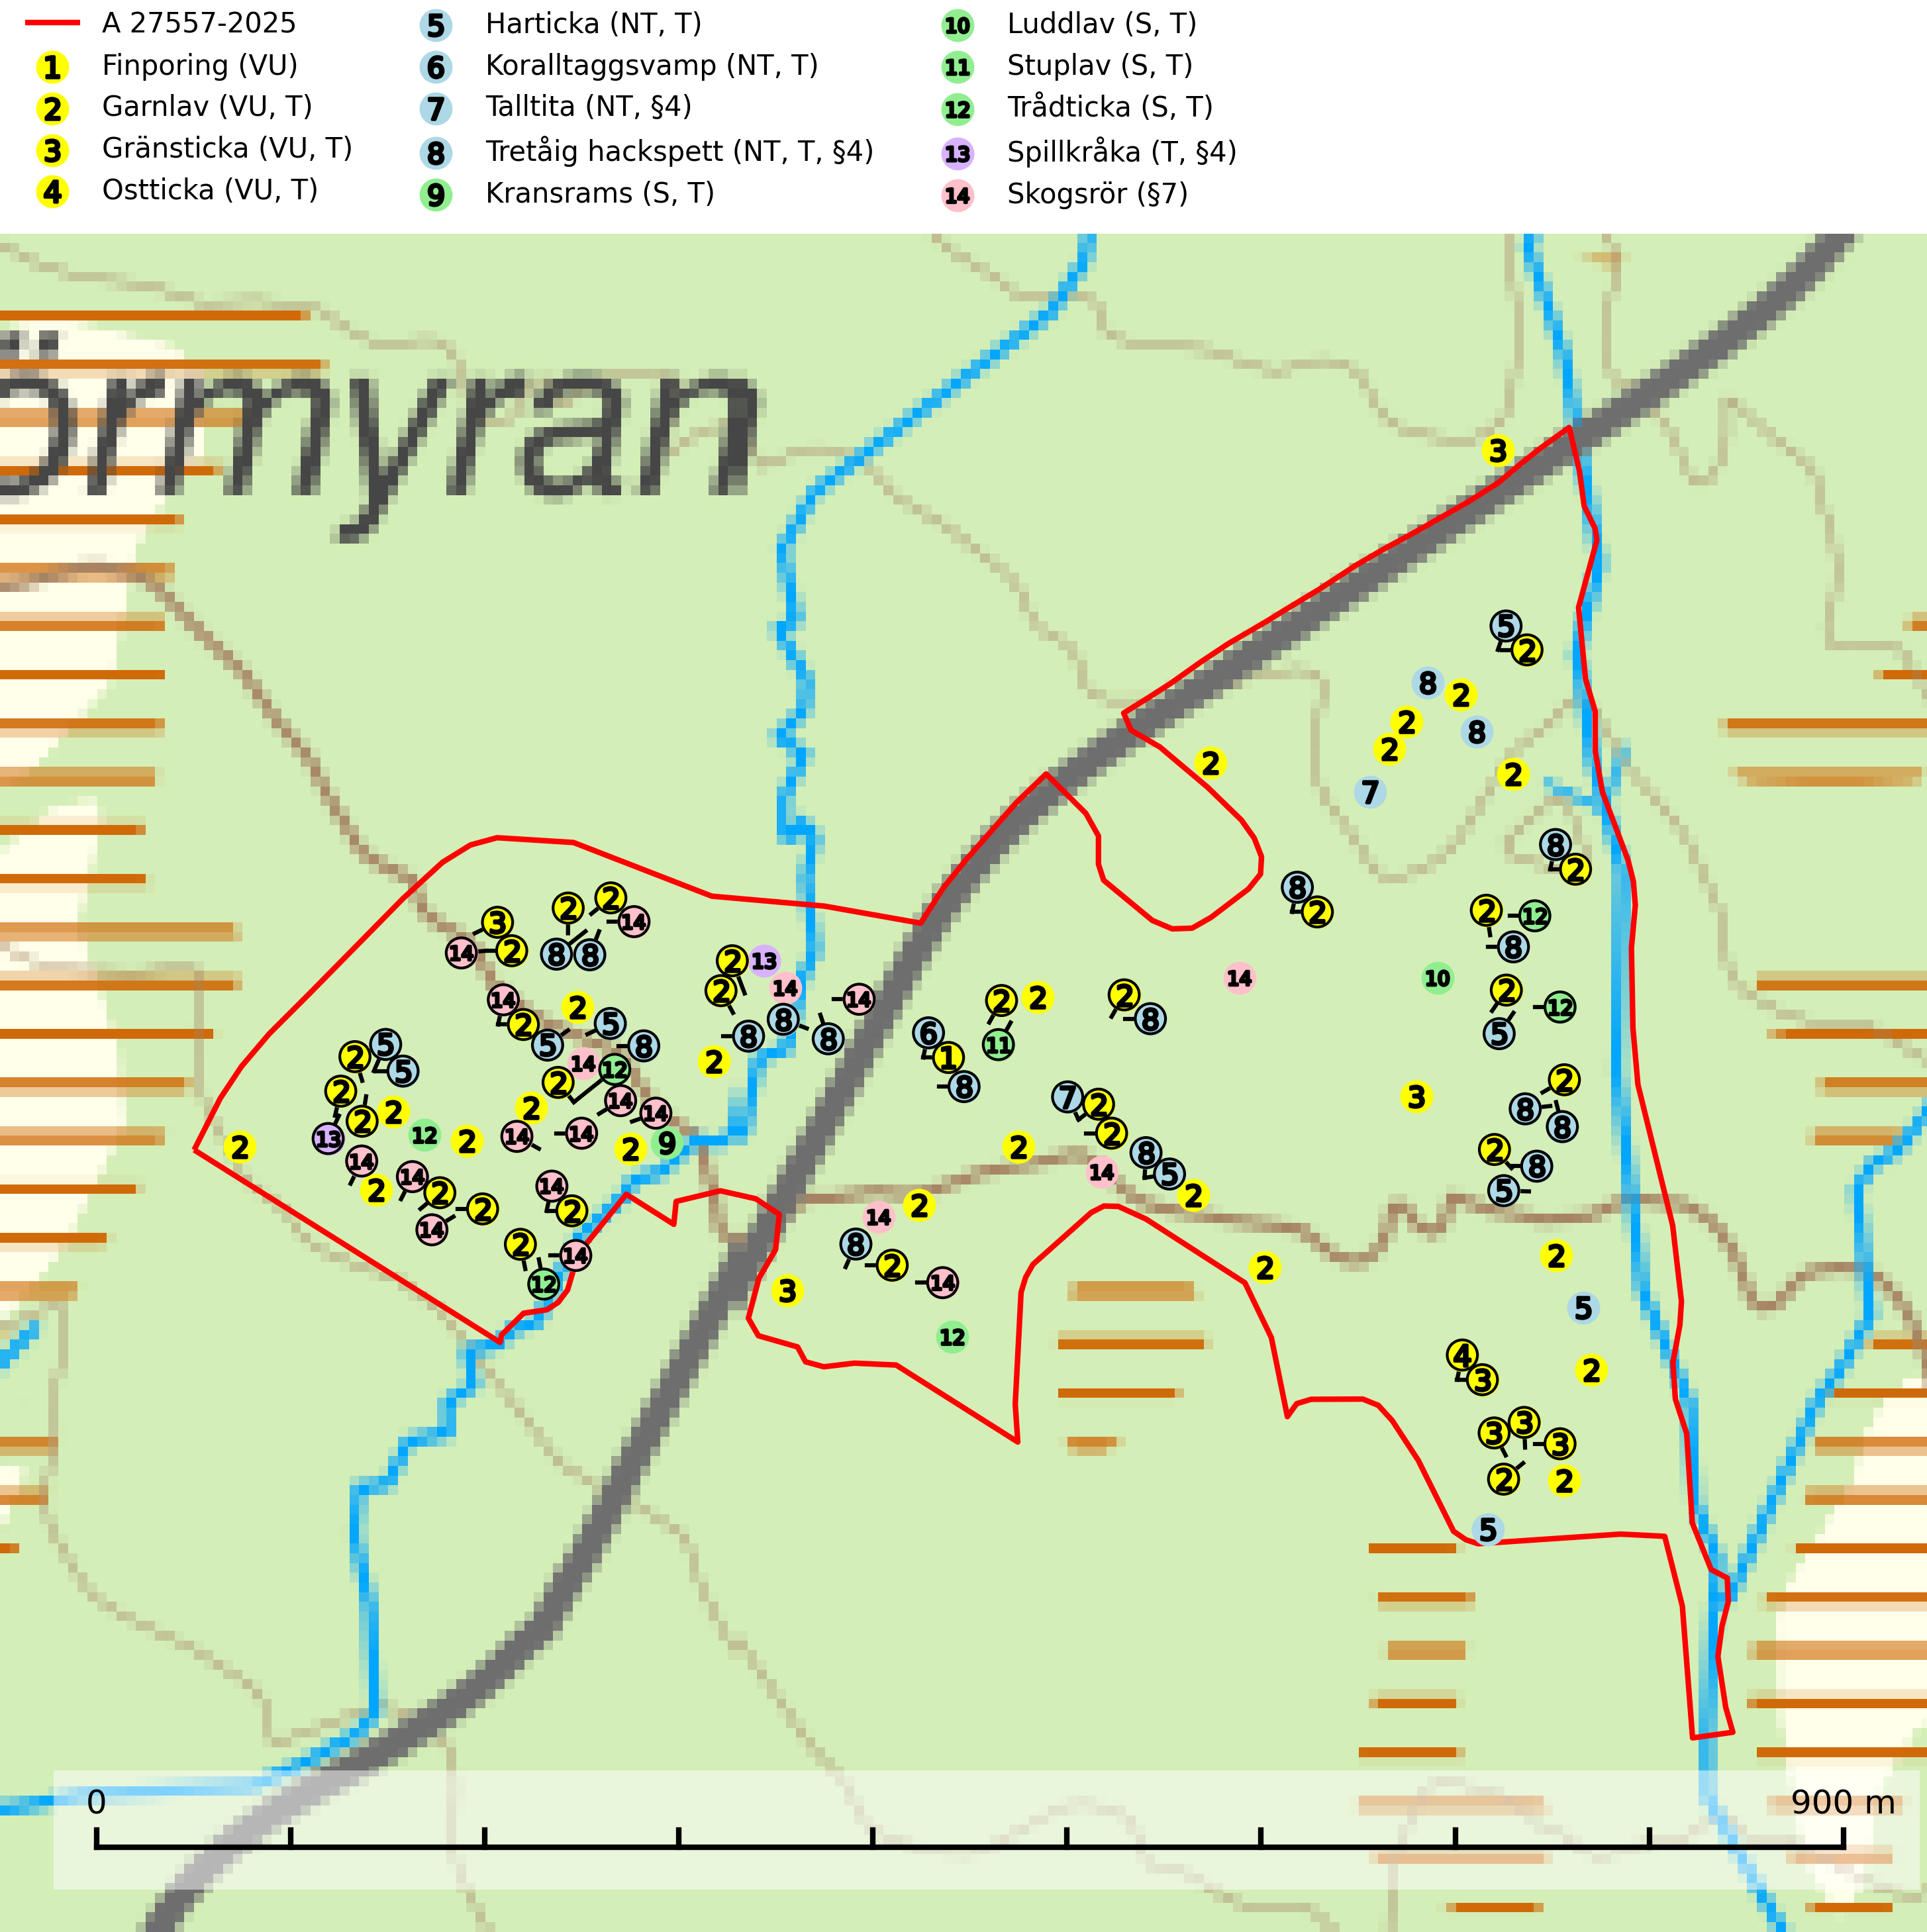 A 27557-2025
1 Finporing (VU)
2 Garnlav (VU, T)
3 Gränsticka (VU, T)
4 Ostticka (VU, T)
5 Harticka (NT, T)
6 Koralltaggsvamp (NT, T)
7 Talltita (NT, §4)
8 Tretåig hackspett (NT, T, §4)
9 Kransrams (S, T)
10 Luddlav (S, T)
11 Stuplav (S, T)
12 Trådticka (S, T)
13 Spillkråka (T, §4)
14 Skogsrör (§7)
örmyran
0 900 m